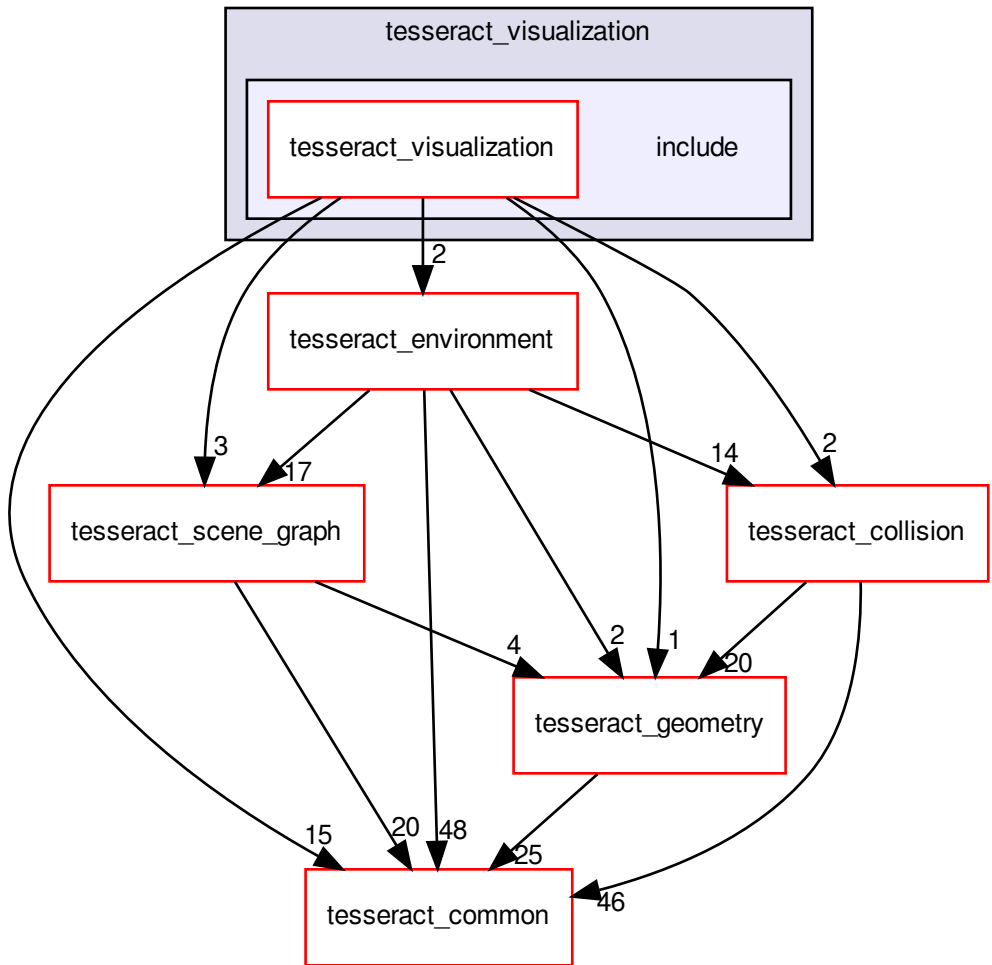 tesseract_visualization
tesseract_visualization
include
2
tesseract_environment
3
17
14
2
tesseract_scene_graph
tesseract_collision
4
2
1
20
tesseract_geometry
15
20
48
25
46
tesseract_common